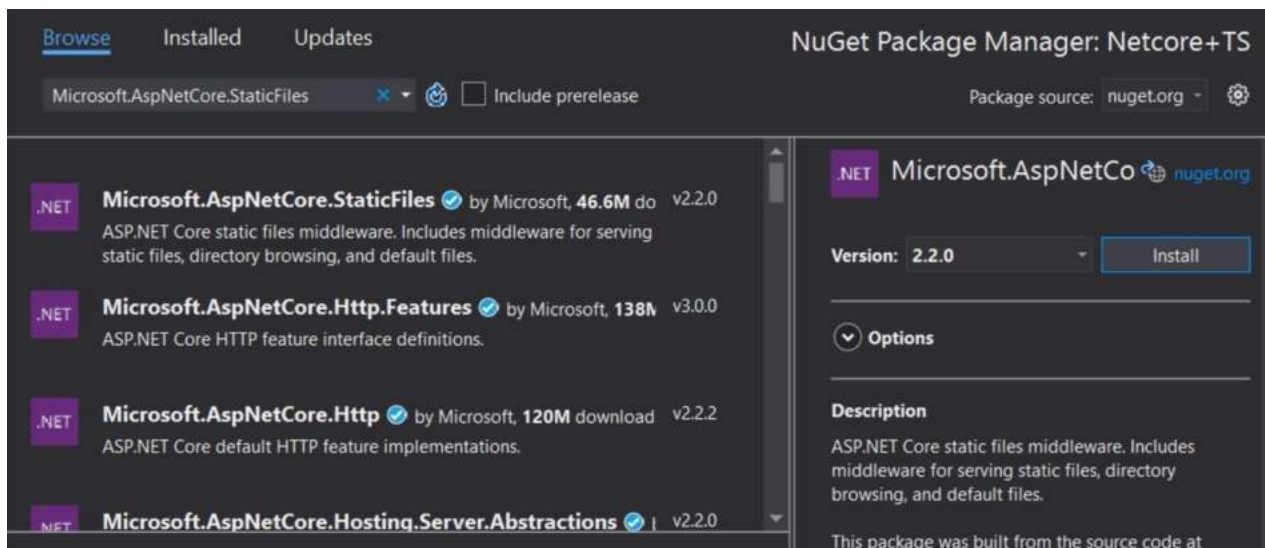 Browse Installed Updates
NuGet Package Manager: Netcore+TS
Microsoft.AspNetCore.StaticFiles
Include prerelease
Package source: nuget.org
.NET
Microsoft.AspNetCore.StaticFiles by Microsoft, 46.6M do v2.2.0
ASP.NET Core static files middleware. Includes middleware for serving
static files, directory browsing, and default files.
.NET
Microsoft.AspNetCore.Http.Features by Microsoft, 138M v3.0.0
ASP.NET Core HTTP feature interface definitions.
.NET
Microsoft.AspNetCore.Http by Microsoft, 120M download v2.2.2
ASP.NET Core default HTTP feature implementations.
.NET
Microsoft.AspNetCore.Hosting.Server.Abstractions v2.2.0
.NET
Microsoft.AspNetCo nuget.org
Version: 2.2.0 Install
Options
Description
ASP.NET Core static files middleware. Includes
middleware for serving static files, directory
browsing, and default files.
This package was built from the source code at